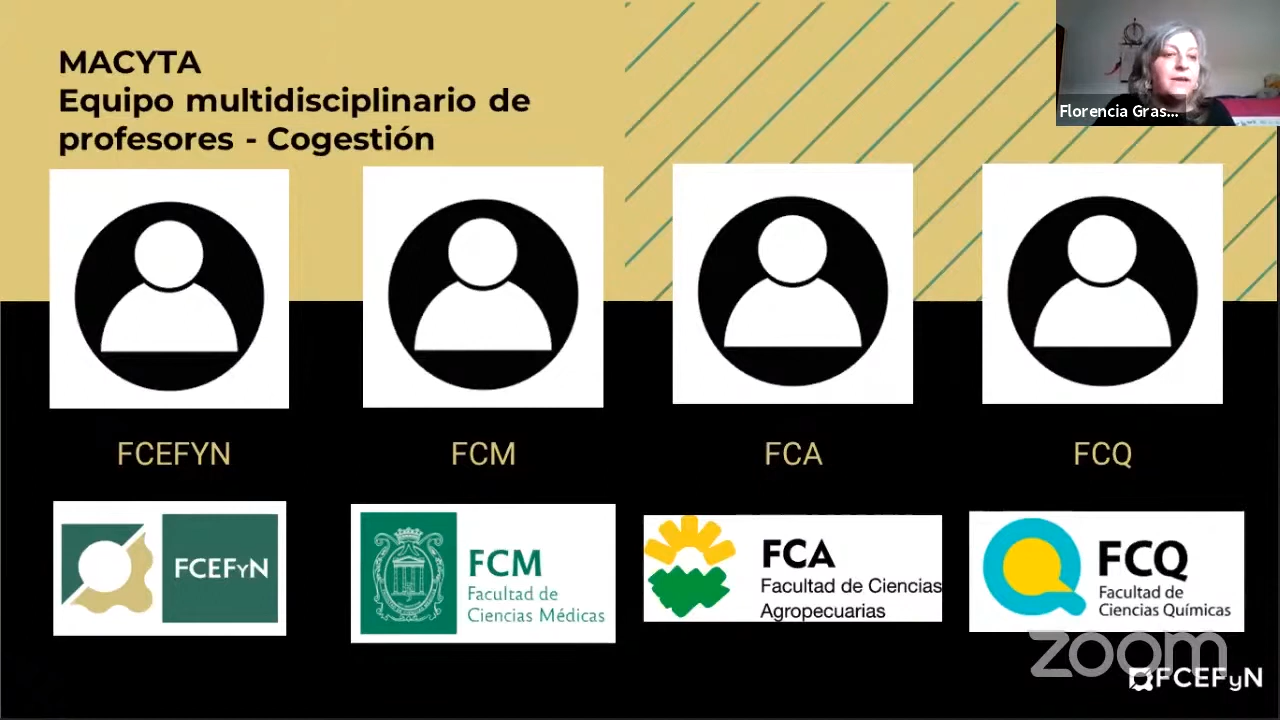 MACYTA
Equipo multidisciplinario de
profesores - Cogestión
Florencia Gras...
FCEFYN
FCM
FCA
FCQ
FCEFyN
FCM
Facultad de
Ciencias Médicas
FCA
Facultad de Ciencias
Agropecuarias
FCQ
Facultad de
Ciencias Químicas
zoom
FCEFyN